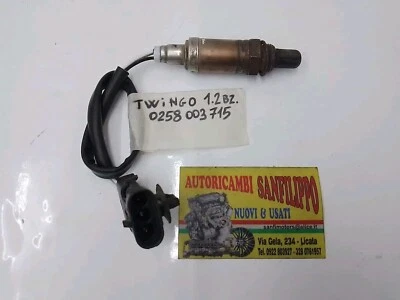 TWINGO 1.2 BZ.
0258 003 715
AUTORICAMBI SANFILIPPO
NUOVI & USATI
Via Gela, 234 - Licata